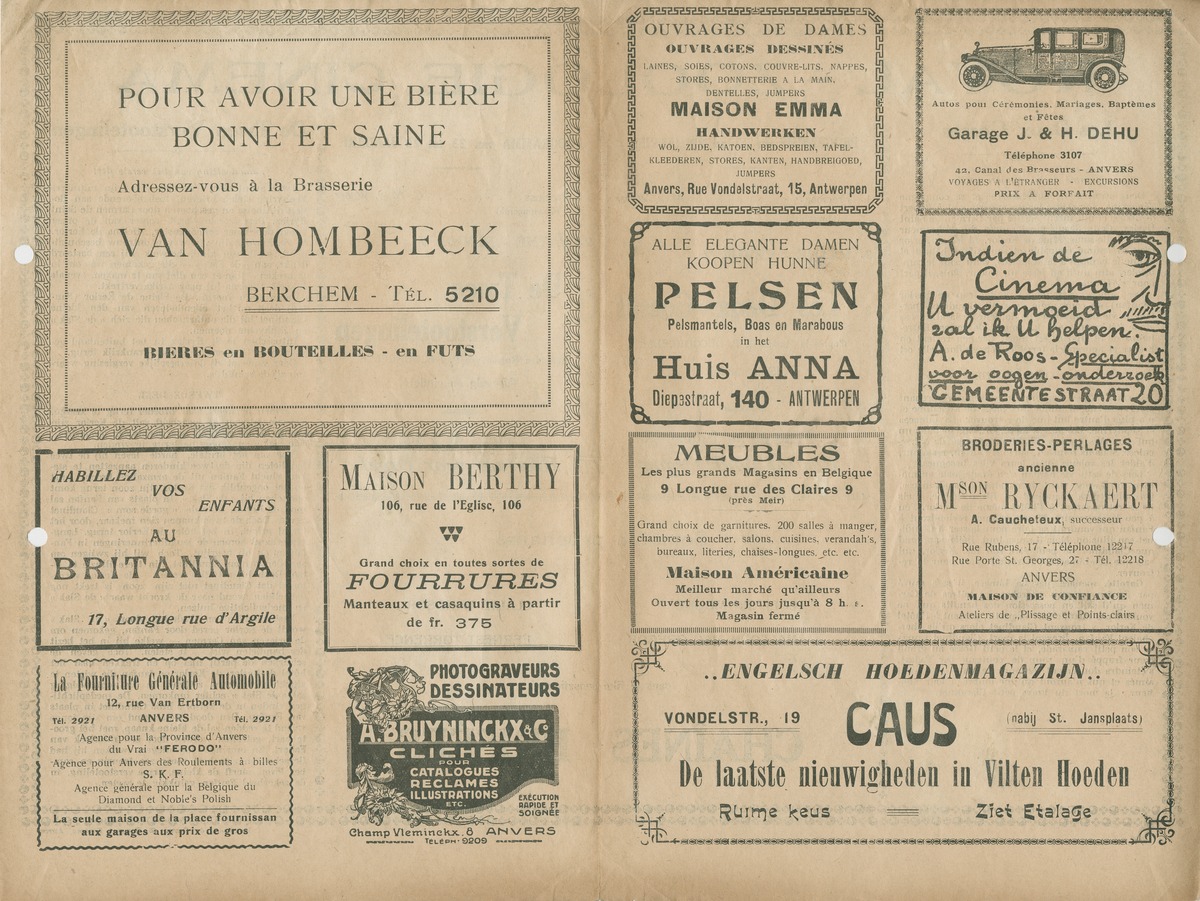 POUR AVOIR UNE BIÈRE
BONNE ET SAINE
Adressez-vous à la Brasserie
VAN HOMBEECK
BERCHEM - TÉL. 5210
BIERES en BOUTEILLES - en FUTS
HABILLEZ
VOS
ENFANTS
AU
BRITANNIA
17, Longue rue d'Argile
MAISON BERTHY
106, rue de l'Eglise, 106
Grand choix en toutes sortes de
FOURRURES
Manteaux et casaquins à partir
de fr. 375
La Fourniture Générale Automobile
12, rue Van Ertborn
Tél. 2921 ANVERS Tél. 2921
Agence pour la Province d'Anvers
du Vrai "FERODO"
Agence pour Anvers des Roulements à billes
S. K. F.
Agence générale pour la Belgique du
Diamond et Noble's Polish
La seule maison de la place fournissan
aux garages aux prix de gros
PHOTOGRAVEURS
DESSINATEURS
A. BRUYNINCKX & Co
CLICHÉS
POUR
CATALOGUES
RÉCLAMES
ILLUSTRATIONS
ETC
EXÉCUTION
RAPIDE ET
SOIGNÉE
Champ Vleminckx. 8 ANVERS
TÉLÉPH· 9209
OUVRAGES DE DAMES
OUVRAGES DESSINÉS
LAINES, SOIES, COTONS, COUVRE-LITS, NAPPES,
STORES, BONNETTERIE A LA MAIN,
DENTELLES, JUMPERS
MAISON EMMA
HANDWERKEN
WOL, ZIJDE, KATOEN, BEDSPREIEN, TAFEL-
KLEEDEREN, STORES, KANTEN, HANDBREIGOED,
JUMPERS
Anvers, Rue Vondelstraat, 15, Antwerpen
Autos pour Cérémonies, Mariages, Baptèmes
et Fêtes
Garage J. & H. DEHU
Téléphone 3107
42, Canal des Brasseurs - ANVERS
VOYAGES A L'ÉTRANGER - EXCURSIONS
PRIX A FORFAIT
ALLE ELEGANTE DAMEN
KOOPEN HUNNE
PELSEN
Pelsmantels, Boas en Marabous
in het
Huis ANNA
Diepestraat, 140 - ANTWERPEN
Indien de
Cinema
U vermoeid
zal ik U helpen.
A. de Roos - Specialist
voor oogen-onderzoek
GEMEENTESTRAAT 20
MEUBLES
Les plus grands Magasins en Belgique
9 Longue rue des Claires 9
(près Meir)
Grand choix de garnitures. 200 salles à manger,
chambres à coucher, salons, cuisines, verandah's,
bureaux, literies, chaises-longues, etc. etc.
Maison Américaine
Meilleur marché qu'ailleurs
Ouvert tous les jours jusqu'à 8 h.
Magasin fermé
BRODERIES-PERLAGES
ancienne
MSON RYCKAERT
A. Caucheteux, successeur
Rue Rubens, 17 - Téléphone 12217
Rue Porte St. Georges, 27 - Tél. 12218
ANVERS
MAISON DE CONFIANCE
Ateliers de „Plissage et Points-clairs
..ENGELSCH HOEDENMAGAZIJN..
VONDELSTR., 19 CAUS (nabij St. Jansplaats)
De laatste nieuwigheden in Vilten Hoeden
Ruime keus Ziet Etalage